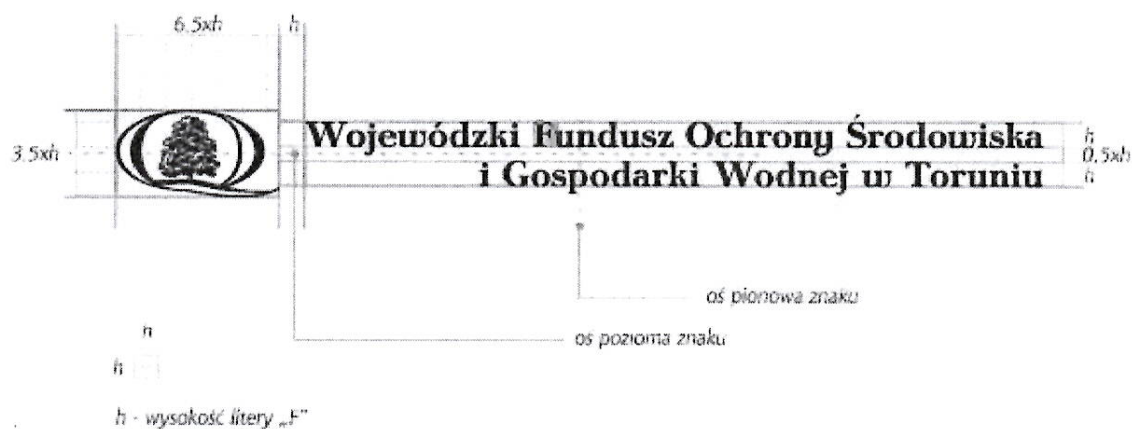 6.5xh h
Wojewódzki Fundusz Ochrony Środowiska h
3.5xh 0,5xh
i Gospodarki Wodnej w Toruniu h
oś pionowa znaku
oś pozioma znaku
h
h
h - wysokość litery „F”